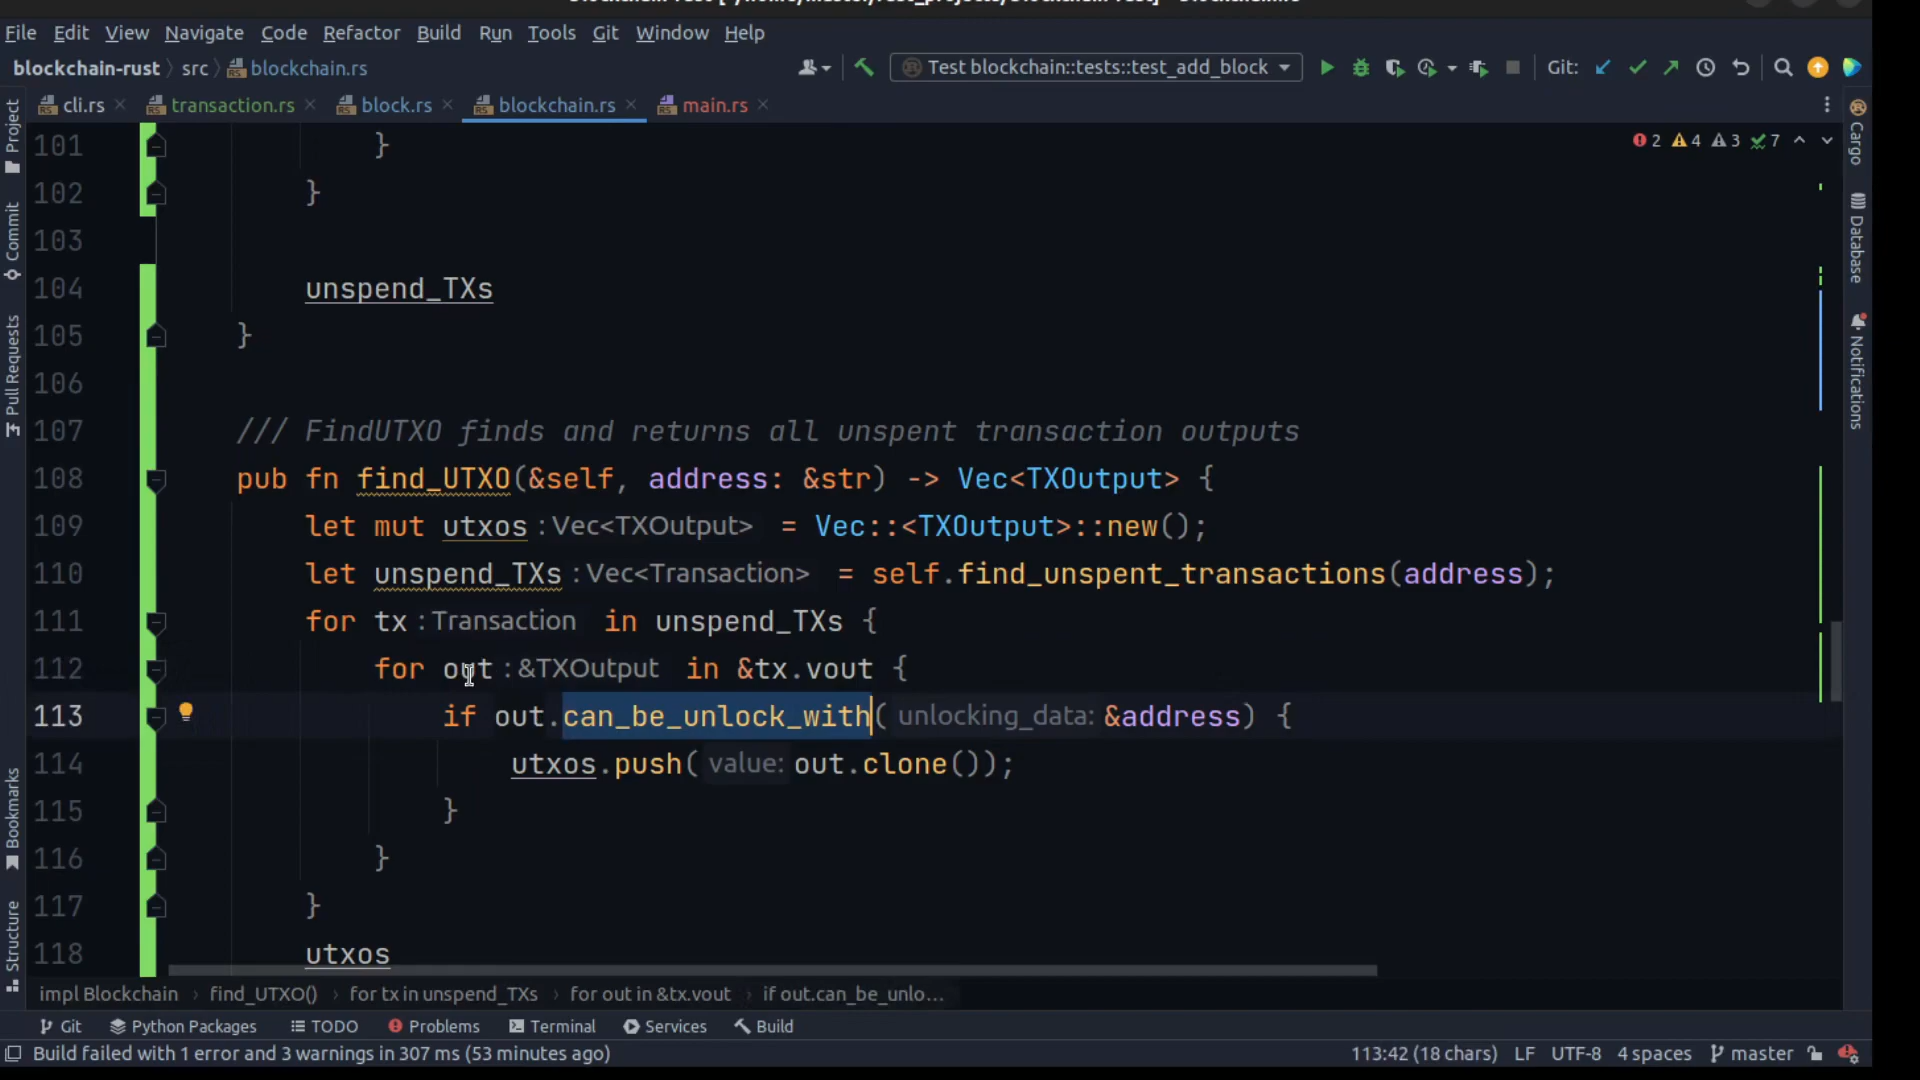 File Edit View Navigate Code Refactor Build Run Tools Git Window Help
blockchain-rust src blockchain.rs Test blockchain::tests::test_add_block Git:
cli.rs transaction.rs block.rs blockchain.rs main.rs
2 4 3 7
101 }
102 }
103
104 unspend_TXs
105 }
106
107 /// FindUTXO finds and returns all unspent transaction outputs
108 pub fn find_UTXO(&self, address: &str) -> Vec<TXOutput> {
109 let mut utxos : Vec<TXOutput> = Vec::<TXOutput>::new();
110 let unspend_TXs : Vec<Transaction> = self.find_unspent_transactions(address);
111 for tx : Transaction in unspend_TXs {
112 for out : &TXOutput in &tx.vout {
113 if out.can_be_unlock_with( unlocking_data: &address) {
114 utxos.push( value: out.clone());
115 }
116 }
117 }
118 utxos
impl Blockchain find_UTXO() for tx in unspend_TXs for out in &tx.vout if out.can_be_unlo...
Git Python Packages TODO Problems Terminal Services Build
Build failed with 1 error and 3 warnings in 307 ms (53 minutes ago) 113:42 (18 chars) LF UTF-8 4 spaces master
Project
Commit
Pull Requests
Bookmarks
Structure
Cargo
Database
Notifications